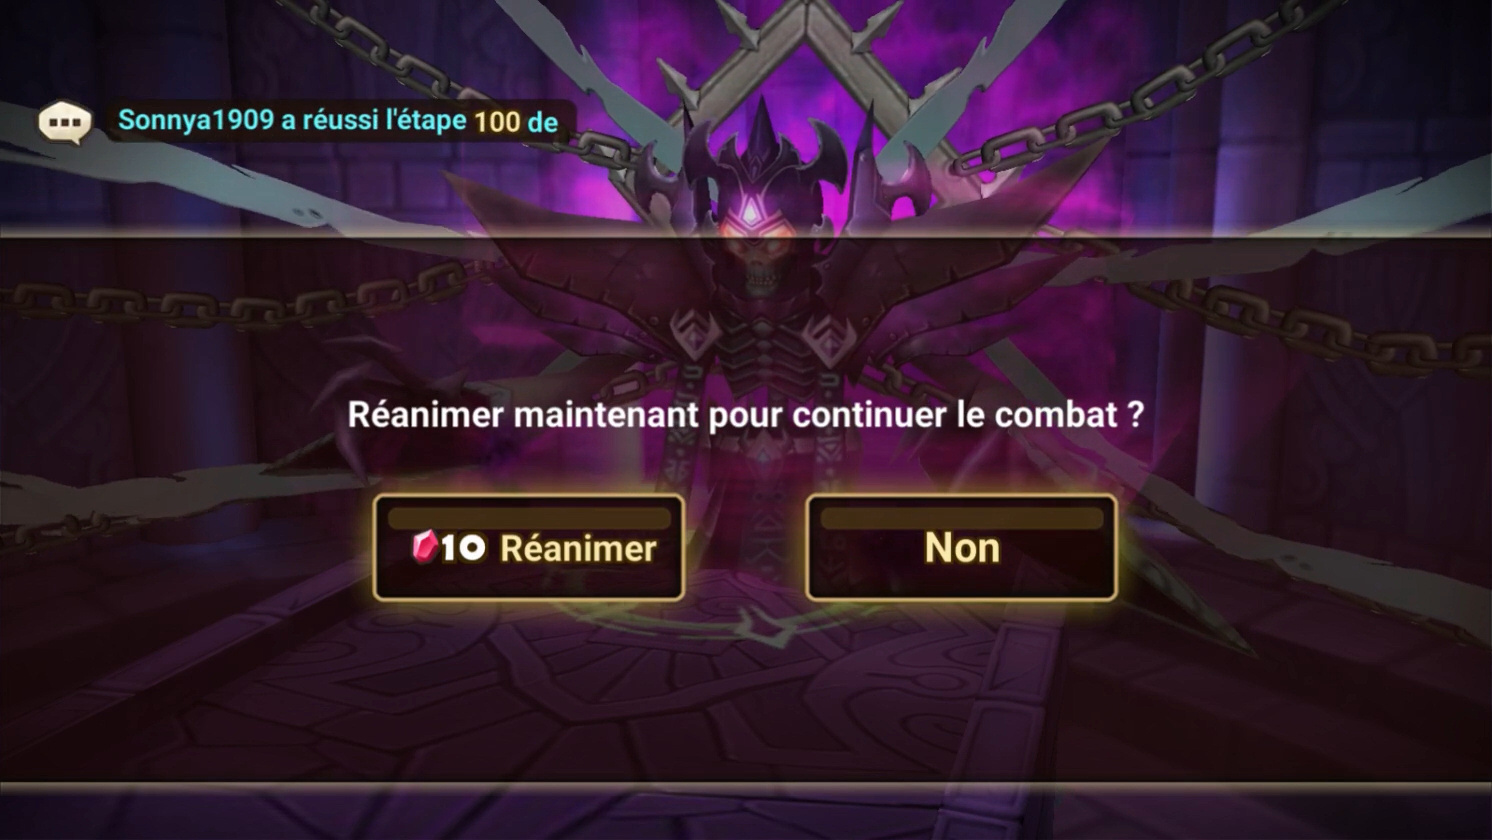 Sonnya1909 a réussi l'étape 100 de
Réanimer maintenant pour continuer le combat ?
10 Réanimer
Non